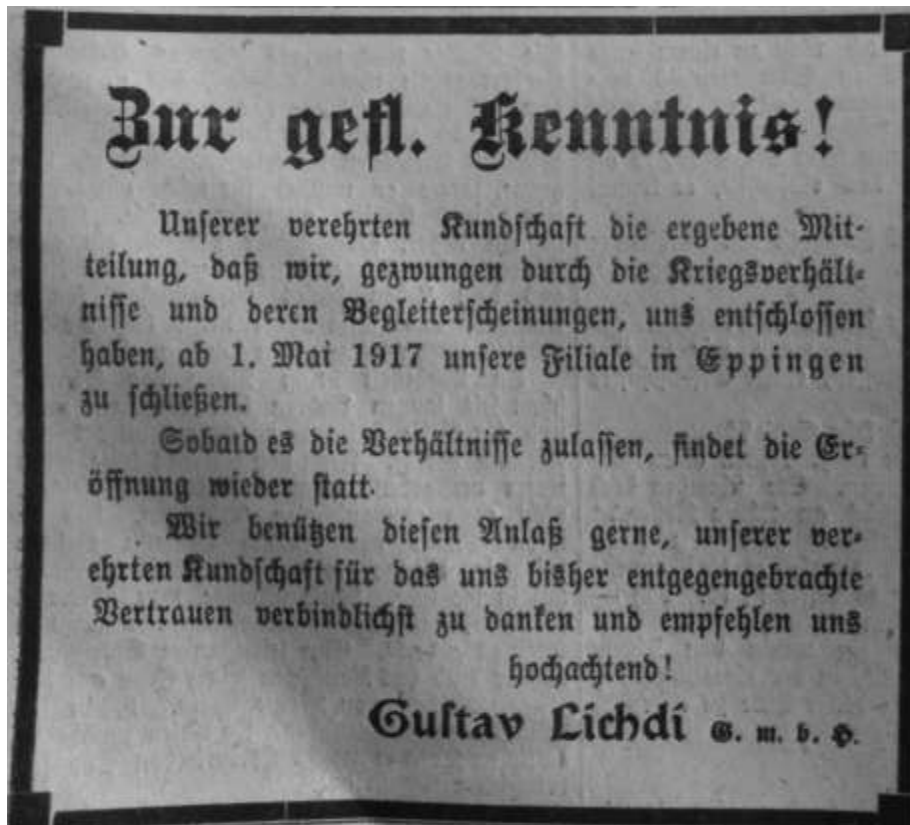 Zur gefl. Kenntnis!
Unserer verehrten Kundschaft die ergebene Mit-
teilung, daß wir, gezwungen durch die Kriegsverhält-
nisse und deren Begleiterscheinungen, uns entschlossen
haben, ab 1. Mai 1917 unsere Filiale in Eppingen
zu schließen.
Sobald es die Verhältnisse zulassen, findet die Er-
öffnung wieder statt.
Wir benützen diesen Anlaß gerne, unserer ver-
ehrten Kundschaft für das uns bisher entgegengebrachte
Vertrauen verbindlichst zu danken und empfehlen uns
hochachtend!
Gustav Lichdi G. m. b. H.